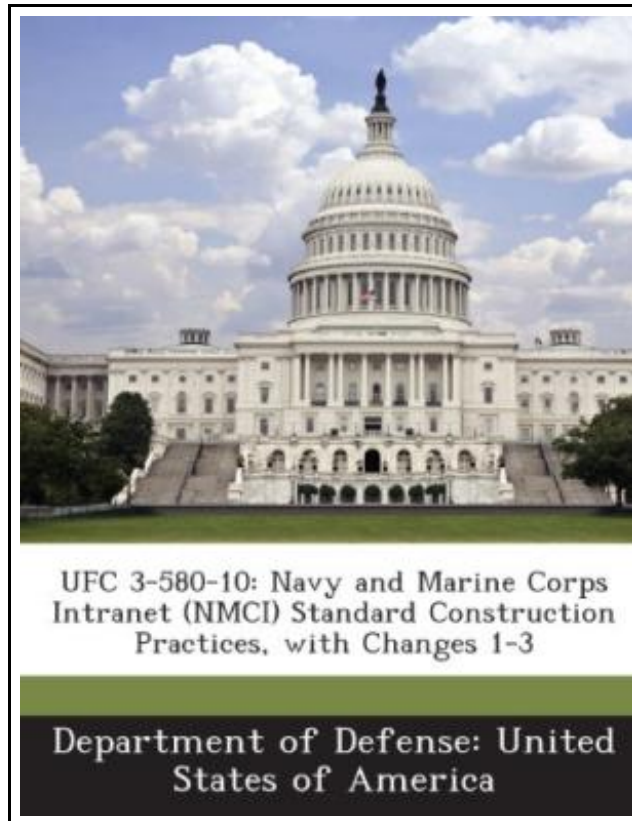 UFC 3-580-10: Navy and Marine Corps
Intranet (NMCI) Standard Construction
Practices, with Changes 1-3
Department of Defense: United
States of America